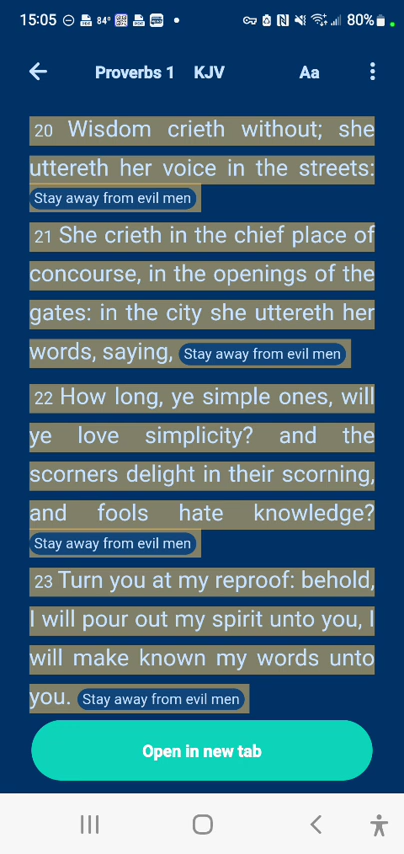 15:05 84° 80%
Proverbs 1 KJV Aa
20 Wisdom crieth without; she
uttereth her voice in the streets:
Stay away from evil men
21 She crieth in the chief place of
concourse, in the openings of the
gates: in the city she uttereth her
words, saying, Stay away from evil men
22 How long, ye simple ones, will
ye love simplicity? and the
scorners delight in their scorning,
and fools hate knowledge?
Stay away from evil men
23 Turn you at my reproof: behold,
I will pour out my spirit unto you, I
will make known my words unto
you. Stay away from evil men
Open in new tab